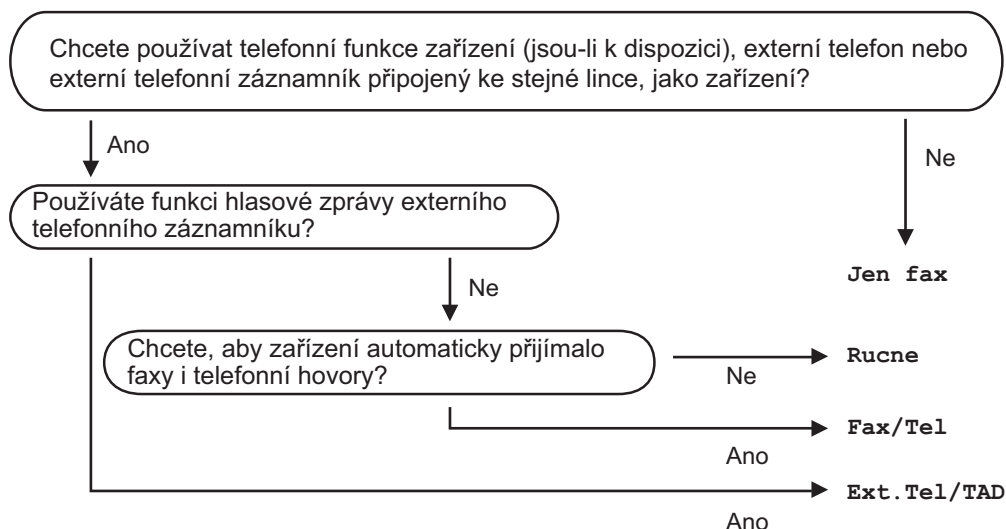 Chcete používat telefonní funkce zařízení (jsou-li k dispozici), externí telefon nebo
externí telefonní záznamník připojený ke stejné lince, jako zařízení?
Ano
Ne
Používáte funkci hlasové zprávy externího
telefonního záznamníku?
Jen fax
Ne
Chcete, aby zařízení automaticky přijímalo
faxy i telefonní hovory?
Ne
Rucne
Fax/Tel
Ano
Ext.Tel/TAD
Ano